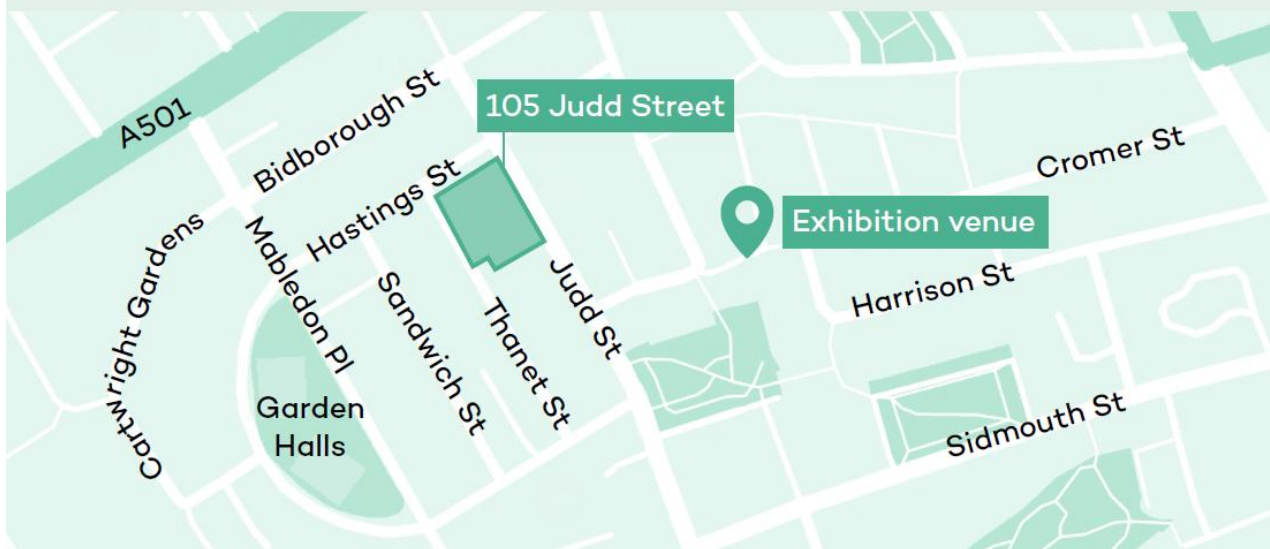 A501
Bidborough St
105 Judd Street
Hastings St
Cromer St
Cartwright Gardens
Mabledon Pl
Exhibition venue
Sandwich St
Judd St
Harrison St
Thanet St
Garden
Halls
Sidmouth St